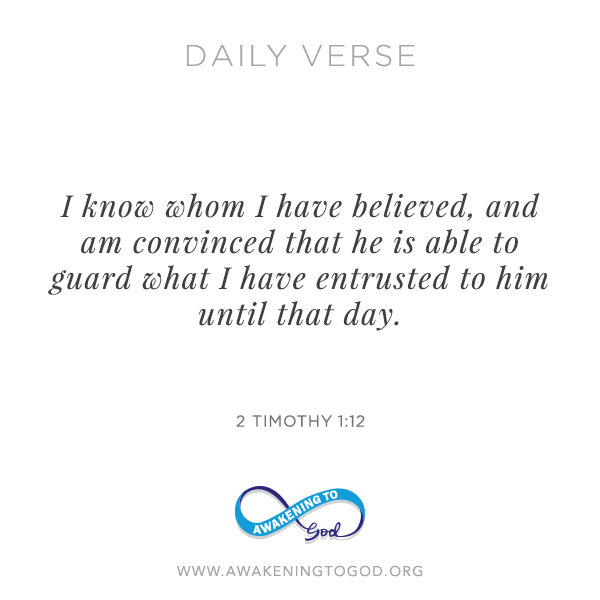 DAILY VERSE
I know whom I have believed, and
am convinced that he is able to
guard what I have entrusted to him
until that day.
2 TIMOTHY 1:12
AWAKENING TO
God
WWW.AWAKENINGTOGOD.ORG